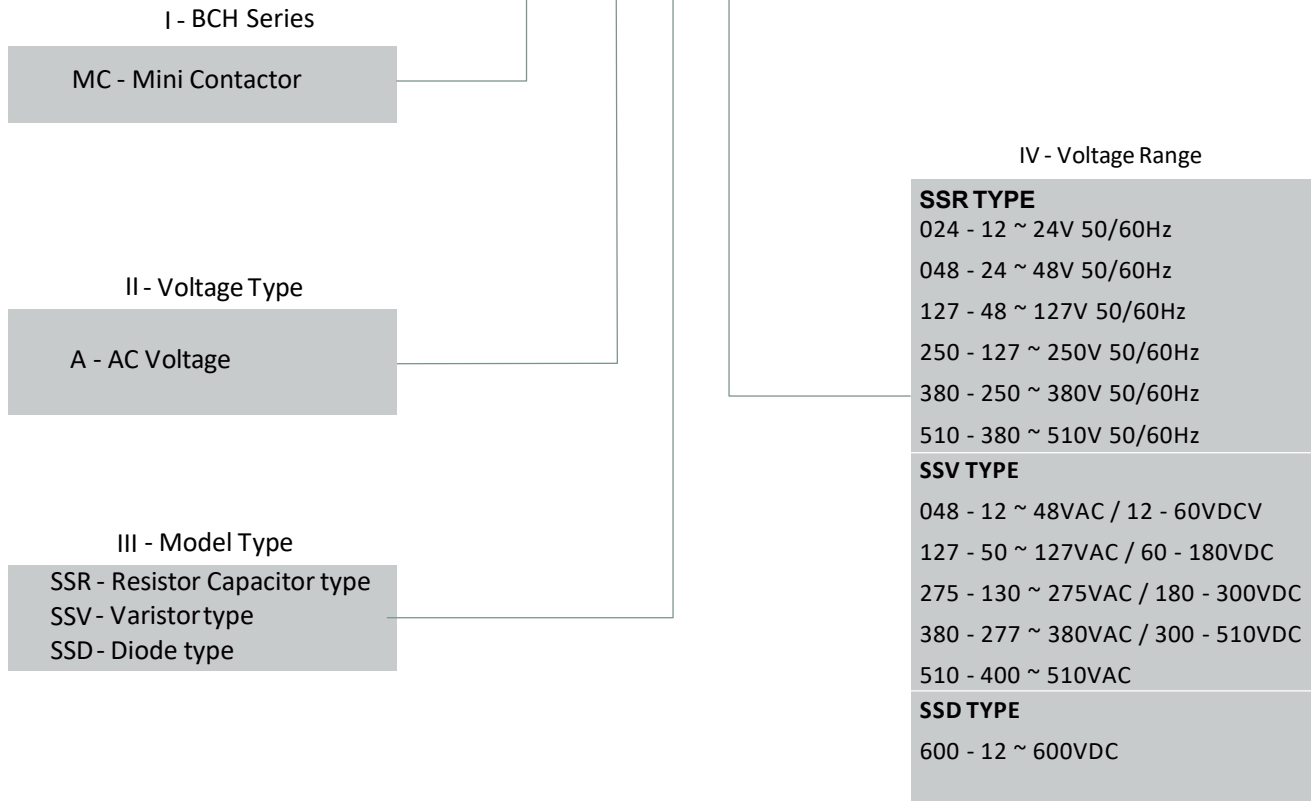 I - BCH Series
MC - Mini Contactor
II - Voltage Type
A - AC Voltage
III - Model Type
SSR - Resistor Capacitor type
SSV - Varistor type
SSD - Diode type
IV - Voltage Range
SSR TYPE
024 - 12 ~ 24V 50/60Hz
048 - 24 ~ 48V 50/60Hz
127 - 48 ~ 127V 50/60Hz
250 - 127 ~ 250V 50/60Hz
380 - 250 ~ 380V 50/60Hz
510 - 380 ~ 510V 50/60Hz
SSV TYPE
048 - 12 ~ 48VAC / 12 - 60VDCV
127 - 50 ~ 127VAC / 60 - 180VDC
275 - 130 ~ 275VAC / 180 - 300VDC
380 - 277 ~ 380VAC / 300 - 510VDC
510 - 400 ~ 510VAC
SSD TYPE
600 - 12 ~ 600VDC